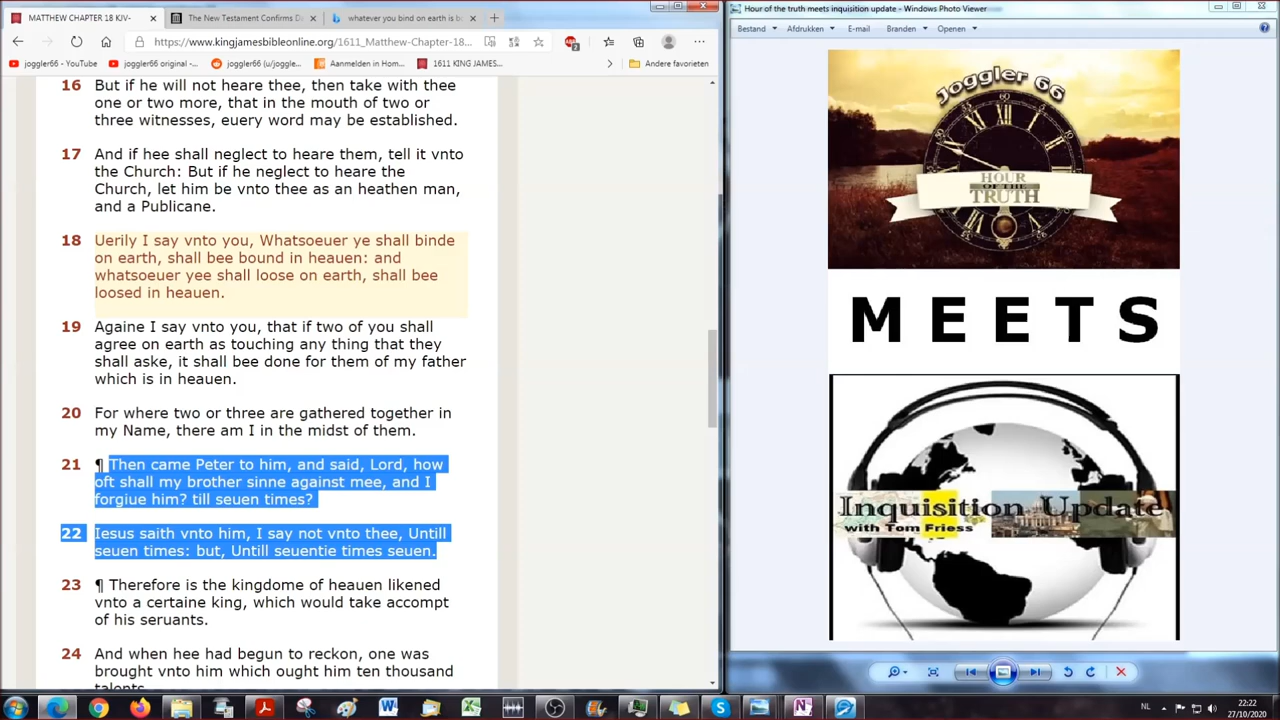 MATTHEW CHAPTER 18 KJV-
The New Testament Confirms Da
whatever you bind on earth is b
https://www.kingjamesbibleonline.org/1611_Matthew-Chapter-18...
joggler66 - YouTube
joggler66 original -...
joggler66 (u/joggle...
Aanmelden in Hom...
1611 KING JAMES...
Andere favorieten
16 But if he will not heare thee, then take with thee
one or two more, that in the mouth of two or
three witnesses, euery word may be established.
17 And if hee shall neglect to heare them, tell it vnto
the Church: But if he neglect to heare the
Church, let him be vnto thee as an heathen man,
and a Publicane.
18 Uerily I say vnto you, Whatsoeuer ye shall binde
on earth, shall bee bound in heauen: and
whatsoeuer yee shall loose on earth, shall bee
loosed in heauen.
19 Againe I say vnto you, that if two of you shall
agree on earth as touching any thing that they
shall aske, it shall bee done for them of my father
which is in heauen.
20 For where two or three are gathered together in
my Name, there am I in the midst of them.
21 ¶ Then came Peter to him, and said, Lord, how
oft shall my brother sinne against mee, and I
forgiue him? till seuen times?
22 Iesus saith vnto him, I say not vnto thee, Untill
seuen times: but, Untill seuentie times seuen.
23 ¶ Therefore is the kingdome of heauen likened
vnto a certaine king, which would take accompt
of his seruants.
24 And when hee had begun to reckon, one was
brought vnto him which ought him ten thousand
talents.
Hour of the truth meets inquisition update - Windows Photo Viewer
Bestand
Afdrukken
E-mail
Branden
Openen
Joggler 66
HOUR
OF THE
TRUTH
MEETS
Inquisition Update
with Tom Friess
NL
22:22
27/10/2020